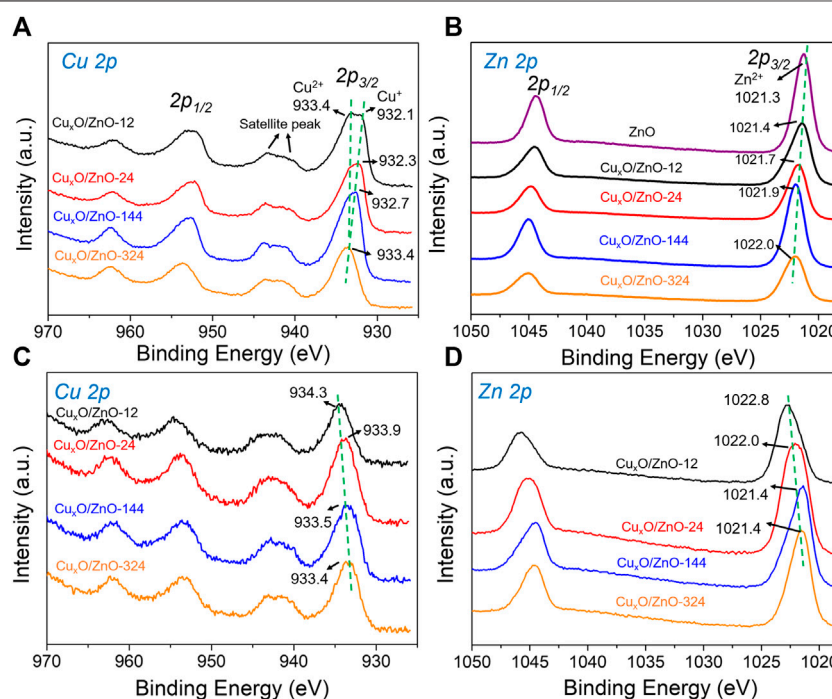 A
Cu 2p
2p3/2
Cu2+
933.4
Cu+
932.1
2p1/2
Satellite peak
CuxO/ZnO-12
932.3
CuxO/ZnO-24
932.7
CuxO/ZnO-144
933.4
CuxO/ZnO-324
Intensity (a.u.)
970 960 950 940 930
Binding Energy (eV)
B
Zn 2p
2p3/2
2p1/2
Zn2+
1021.3
1021.4
ZnO
1021.7
CuxO/ZnO-12
CuxO/ZnO-24
1021.9
CuxO/ZnO-144
1022.0
CuxO/ZnO-324
Intensity (a.u.)
1050 1045 1040 1035 1030 1025 1020
Binding Energy (eV)
C
Cu 2p
934.3
CuxO/ZnO-12
933.9
CuxO/ZnO-24
CuxO/ZnO-144
933.5
CuxO/ZnO-324
933.4
Intensity (a.u.)
970 960 950 940 930
Binding Energy (eV)
D
Zn 2p
1022.8
1022.0
CuxO/ZnO-12
1021.4
CuxO/ZnO-24
1021.4
CuxO/ZnO-144
CuxO/ZnO-324
Intensity (a.u.)
1050 1045 1040 1035 1030 1025 1020
Binding Energy (eV)